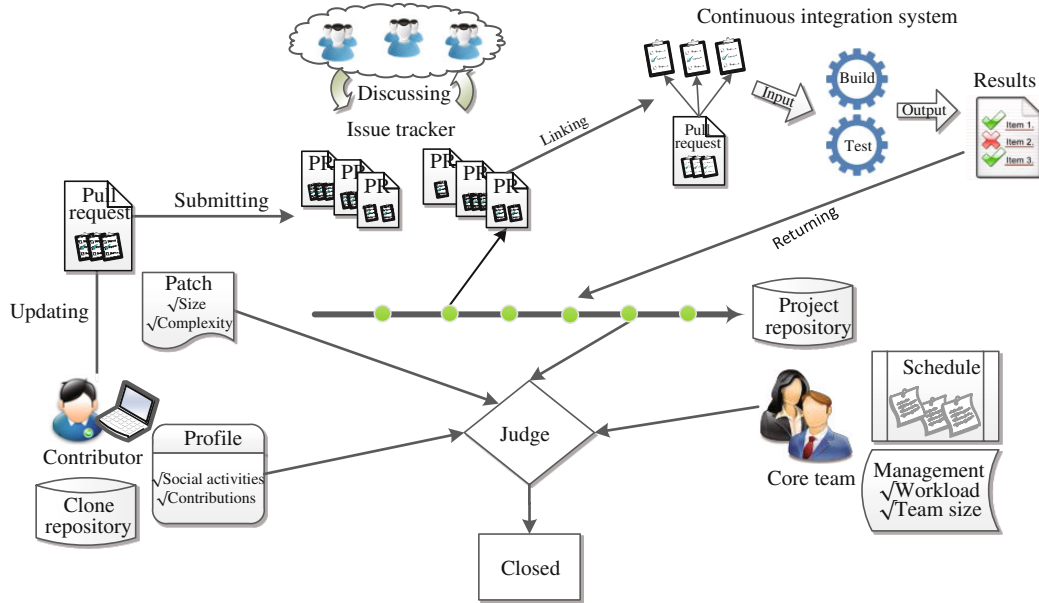 Continuous integration system
Discussing
Issue tracker
Linking
Pull
request
Input
Build
Test
Output
Results
Item 1.
Item 2.
Item 3.
PR
PR
PR
PR
PR
PR
Pull
request
Submitting
Returning
Updating
Patch
√Size
√Complexity
Project
repository
Schedule
Judge
Contributor
Profile
√Social activities
√Contributions
Clone
repository
Core team
Management
√Workload
√Team size
Closed